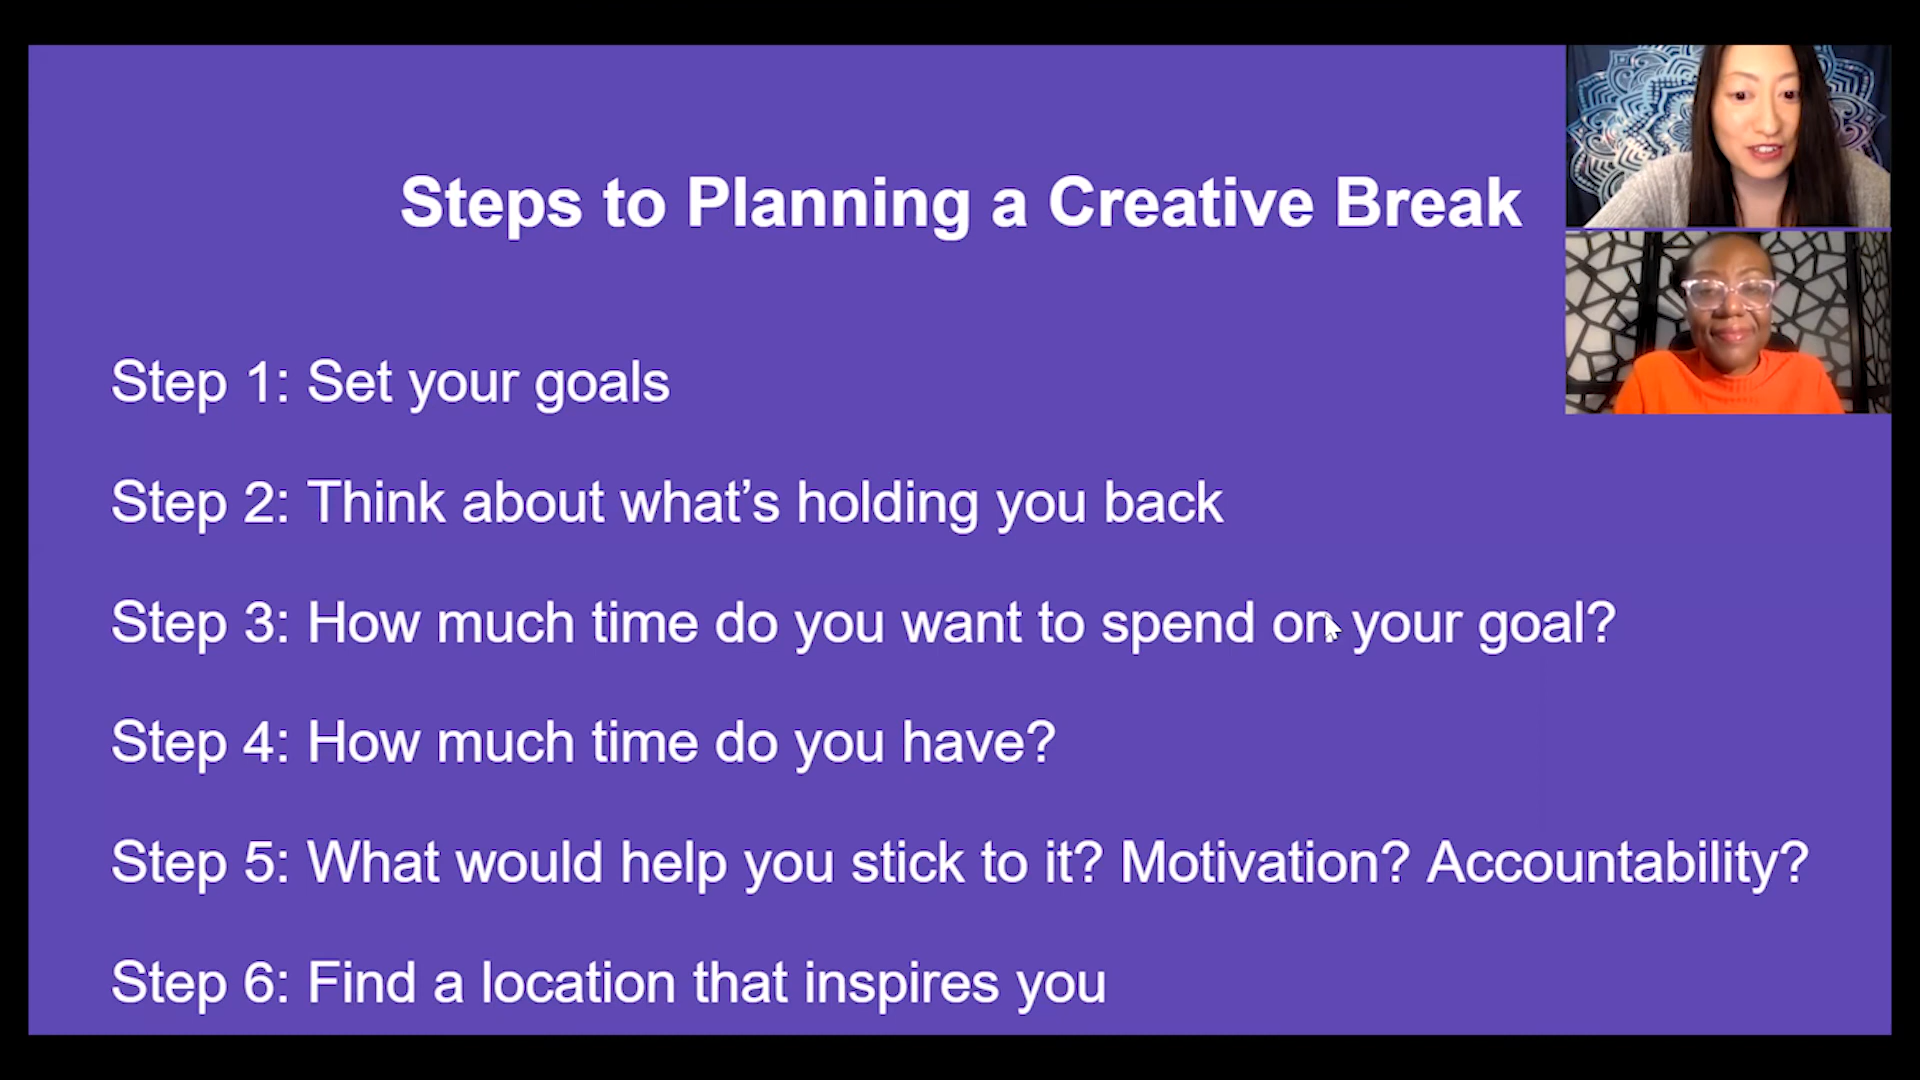 Steps to Planning a Creative Break
Step 1: Set your goals
Step 2: Think about what’s holding you back
Step 3: How much time do you want to spend on your goal?
Step 4: How much time do you have?
Step 5: What would help you stick to it? Motivation? Accountability?
Step 6: Find a location that inspires you